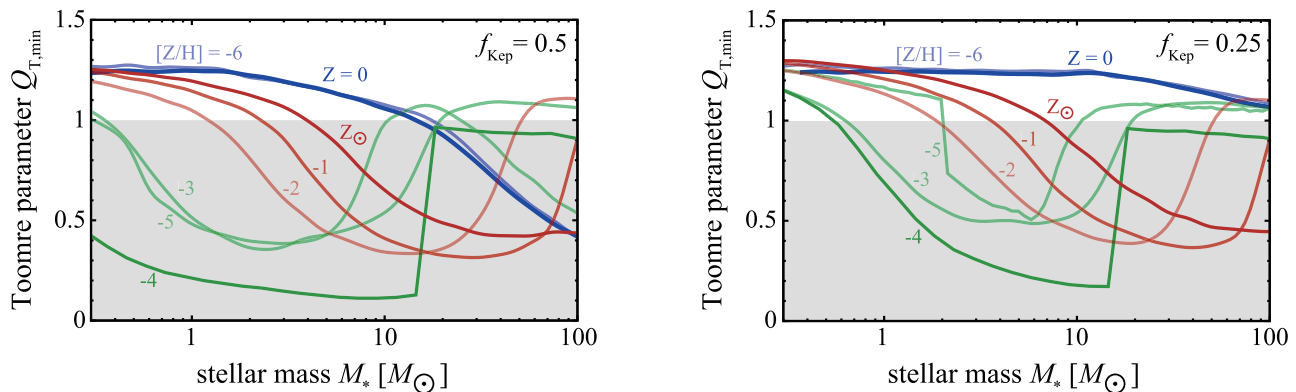 1.5
1
0.5
0
Toomre parameter Q_T,min
[Z/H] = -6
Z = 0
f_Kep = 0.5
Z☉
-1
-2
-3
-5
-4
1
10
100
stellar mass M_* [M_☉]
1.5
1
0.5
0
Toomre parameter Q_T,min
[Z/H] = -6
Z = 0
f_Kep = 0.25
Z☉
-1
-2
-5
-3
-4
1
10
100
stellar mass M_* [M_☉]